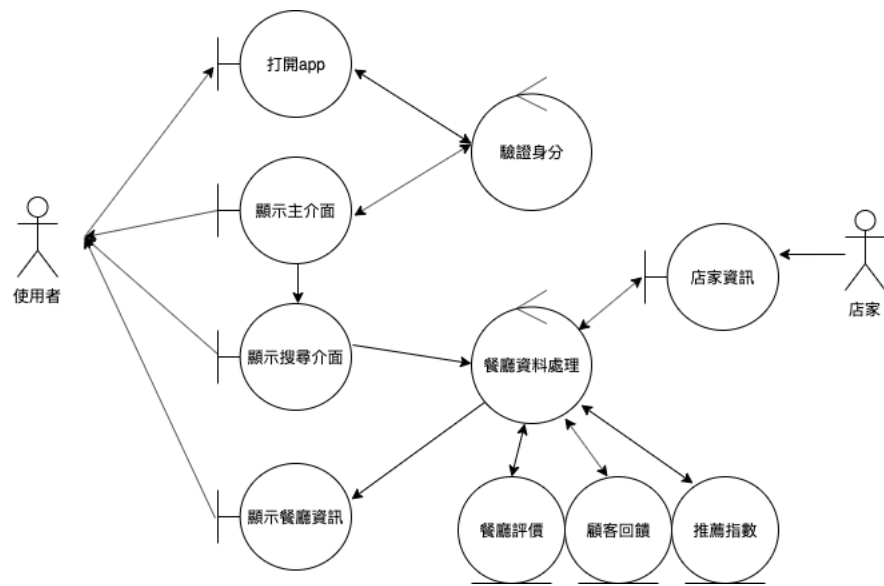 打開app
驗證身分
顯示主介面
使用者
店家資訊
店家
顯示搜尋介面
餐廳資料處理
顯示餐廳資訊
餐廳評價
顧客回饋
推薦指數